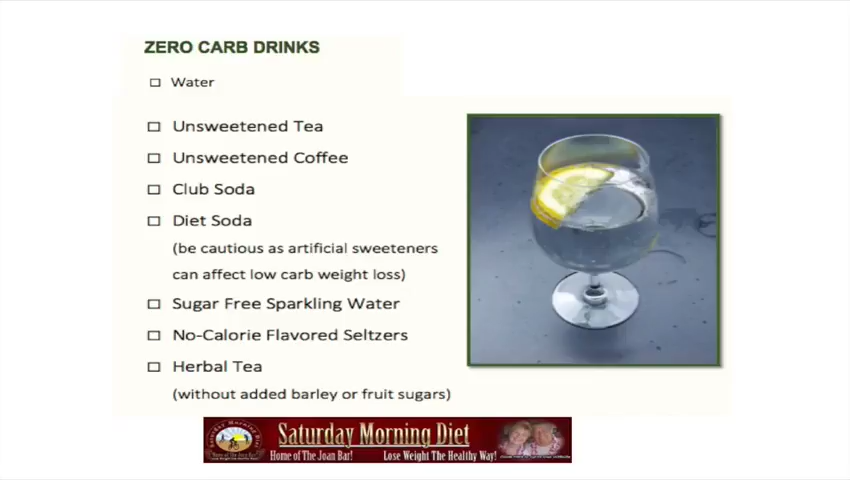 ZERO CARB DRINKS
Water
Unsweetened Tea
Unsweetened Coffee
Club Soda
Diet Soda
(be cautious as artificial sweeteners
can affect low carb weight loss)
Sugar Free Sparkling Water
No-Calorie Flavored Seltzers
Herbal Tea
(without added barley or fruit sugars)
Saturday Morning Diet
Home of The Joan Bar!
Lose Weight The Healthy Way!